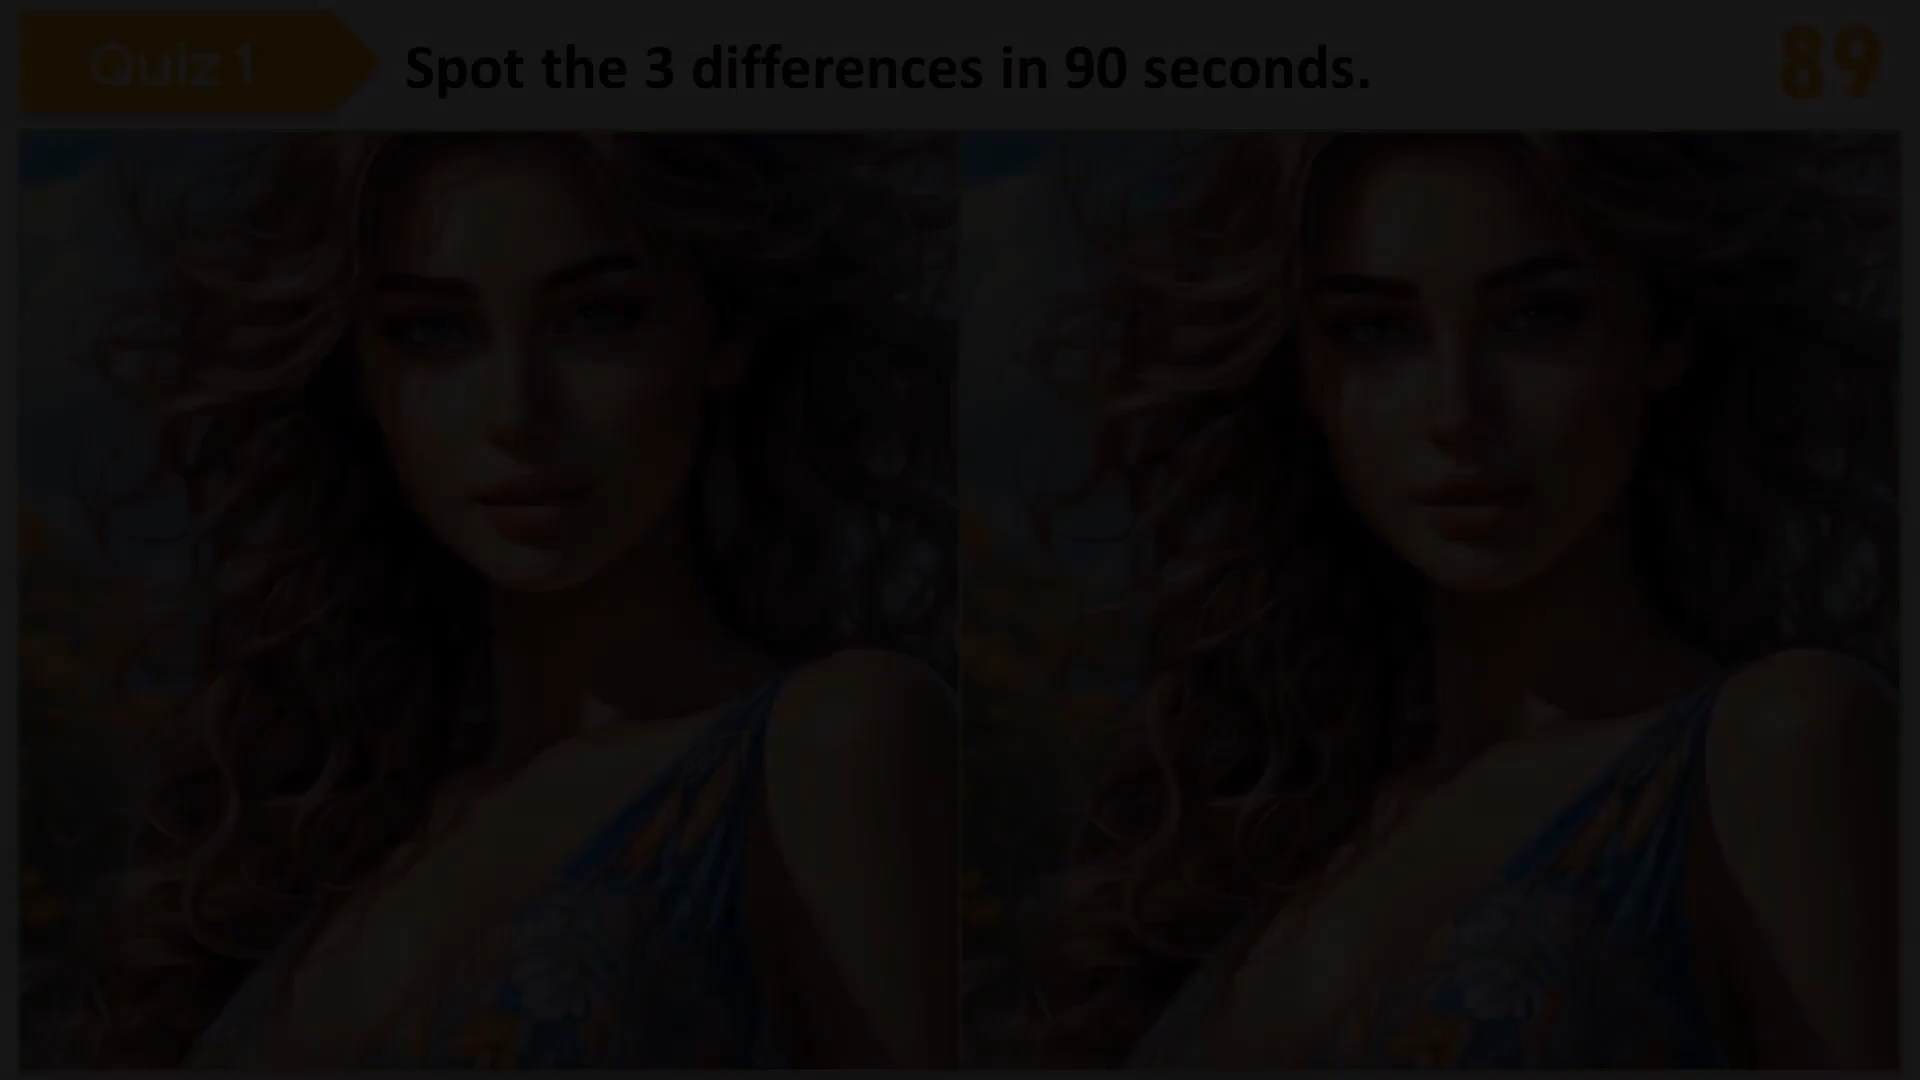 Quiz 1
Spot the 3 differences in 90 seconds.
89